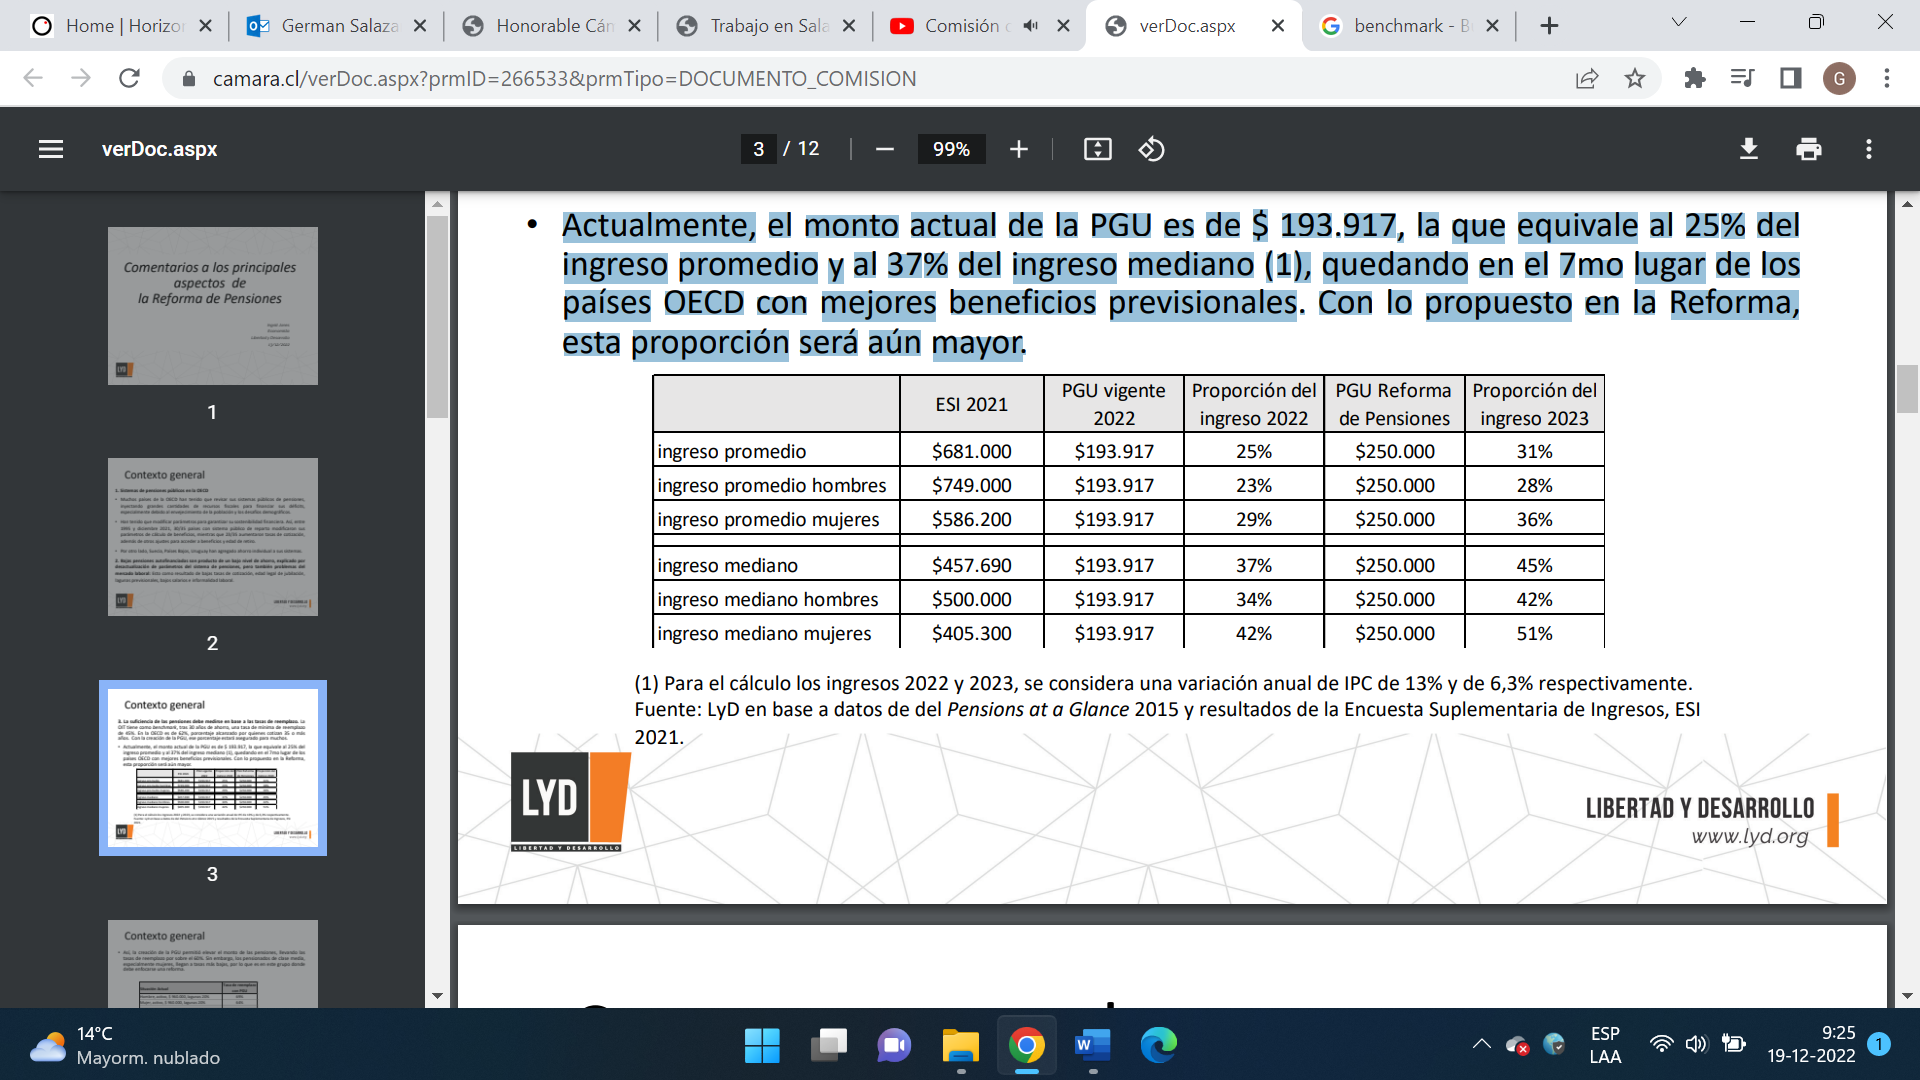 Home | Horizo
German Salaza
Honorable Cán
Trabajo en Sala
Comisión
verDoc.aspx
benchmark - B
camara.cl/verDoc.aspx?prmID=266533&prmTipo=DOCUMENTO_COMISION
G
verDoc.aspx
3 / 12
99%
Comentarios a los principales
aspectos de
la Reforma de Pensiones
1
Contexto general
2
Contexto general
3
Contexto general
• Actualmente, el monto actual de la PGU es de $ 193.917, la que equivale al 25% del
ingreso promedio y al 37% del ingreso mediano (1), quedando en el 7mo lugar de los
países OECD con mejores beneficios previsionales. Con lo propuesto en la Reforma,
esta proporción será aún mayor.
ESI 2021 PGU vigente 2022 Proporción del ingreso 2022 PGU Reforma de Pensiones Proporción del ingreso 2023
ingreso promedio $681.000 $193.917 25% $250.000 31%
ingreso promedio hombres $749.000 $193.917 23% $250.000 28%
ingreso promedio mujeres $586.200 $193.917 29% $250.000 36%
ingreso mediano $457.690 $193.917 37% $250.000 45%
ingreso mediano hombres $500.000 $193.917 34% $250.000 42%
ingreso mediano mujeres $405.300 $193.917 42% $250.000 51%
(1) Para el cálculo los ingresos 2022 y 2023, se considera una variación anual de IPC de 13% y de 6,3% respectivamente.
Fuente: LyD en base a datos de del Pensions at a Glance 2015 y resultados de la Encuesta Suplementaria de Ingresos, ESI
2021.
LYD
LIBERTAD Y DESARROLLO
LIBERTAD Y DESARROLLO
www.lyd.org
14°C
Mayorm. nublado
ESP
LAA
9:25
19-12-2022
1